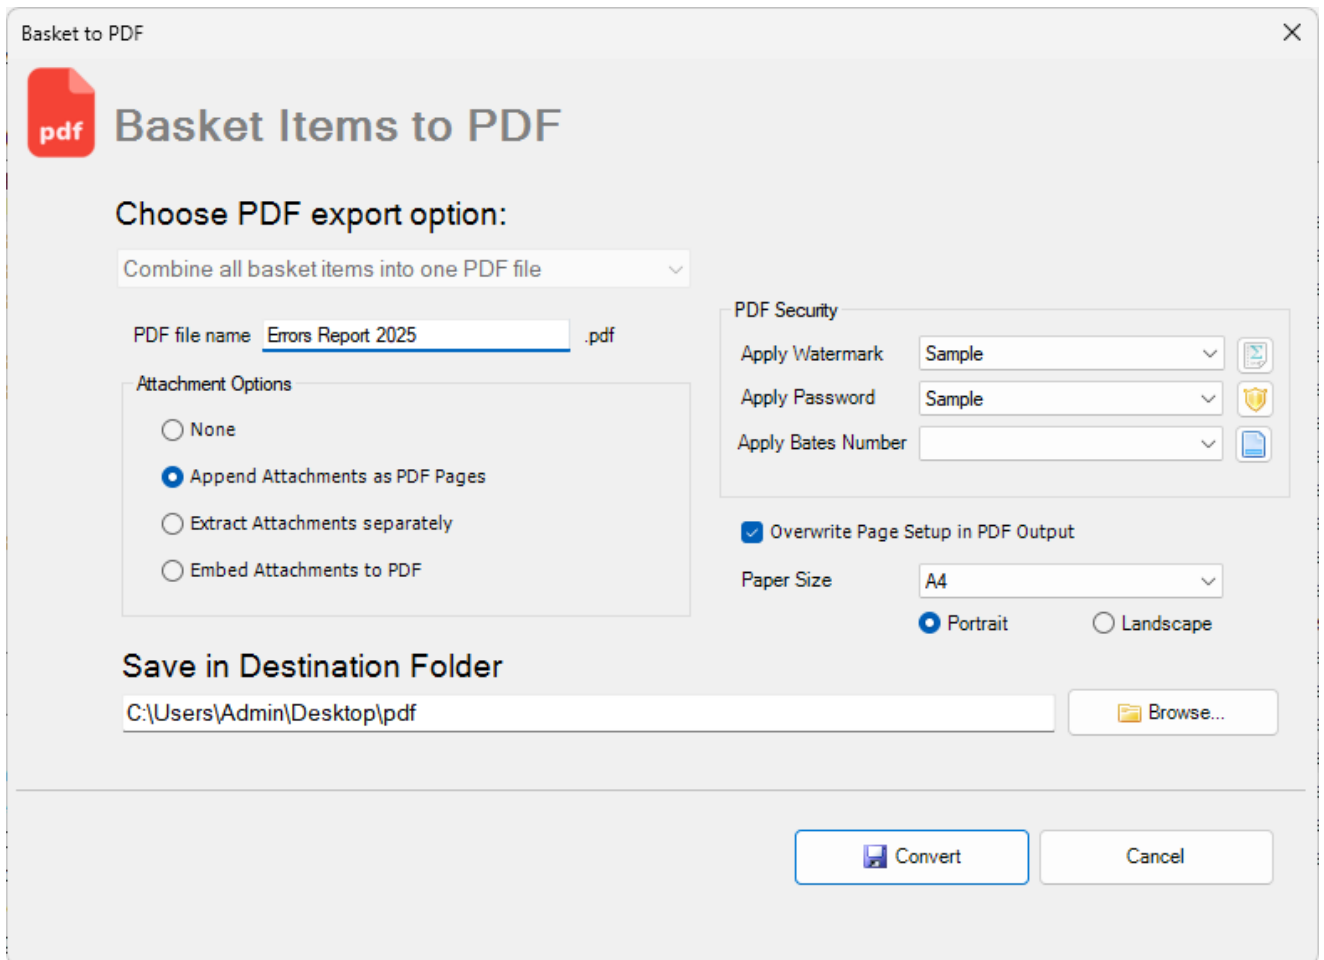 Basket to PDF
pdf
Basket Items to PDF
Choose PDF export option:
Combine all basket items into one PDF file
PDF file name Errors Report 2025 .pdf
Attachment Options
None
Append Attachments as PDF Pages
Extract Attachments separately
Embed Attachments to PDF
PDF Security
Apply Watermark Sample
Apply Password Sample
Apply Bates Number
Overwrite Page Setup in PDF Output
Paper Size A4
Portrait Landscape
Save in Destination Folder
C:\Users\Admin\Desktop\pdf Browse...
Convert Cancel